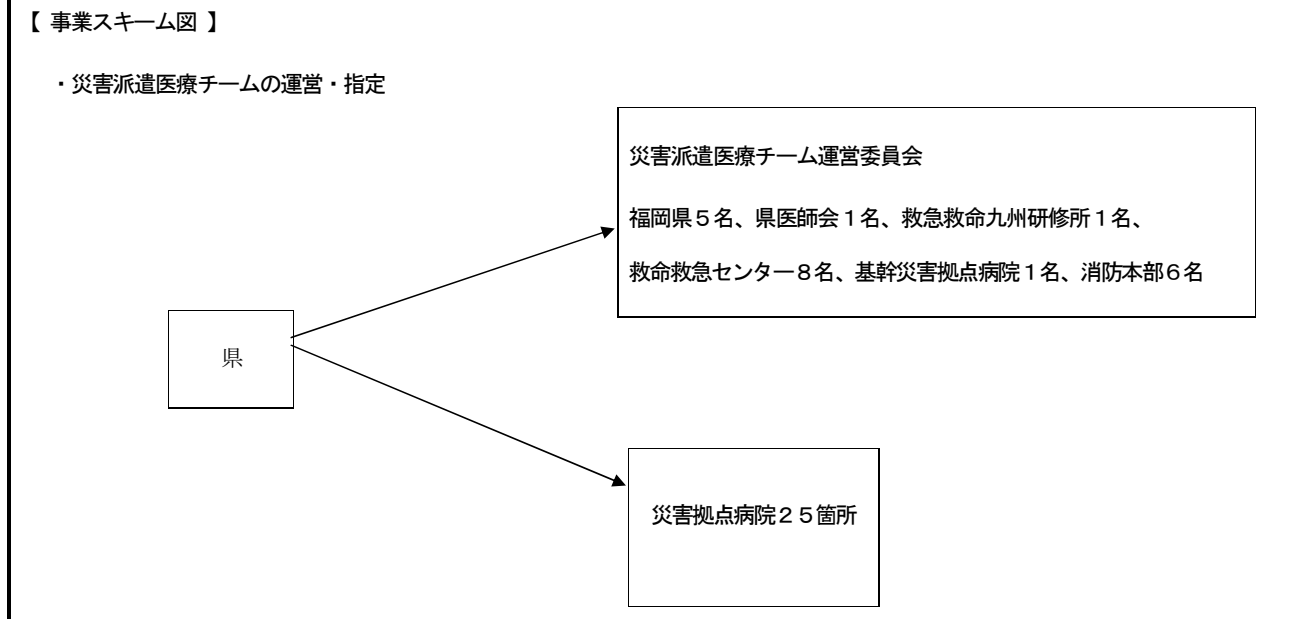 【 事業スキーム図 】
・災害派遣医療チームの運営・指定
災害派遣医療チーム運営委員会
福岡県５名、県医師会１名、救急救命九州研修所１名、
救命救急センター８名、基幹災害拠点病院１名、消防本部６名
県
災害拠点病院２５箇所